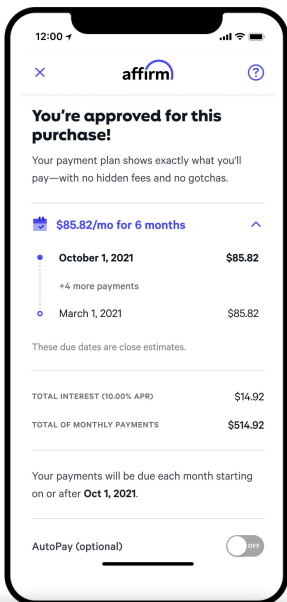 12:00
affirm
You're approved for this
purchase!
Your payment plan shows exactly what you'll
pay—with no hidden fees and no gotchas.
$85.82/mo for 6 months
October 1, 2021 $85.82
+4 more payments
March 1, 2021 $85.82
These due dates are close estimates.
TOTAL INTEREST (10.00% APR) $14.92
TOTAL OF MONTHLY PAYMENTS $514.92
Your payments will be due each month starting
on or after Oct 1, 2021.
AutoPay (optional) OFF